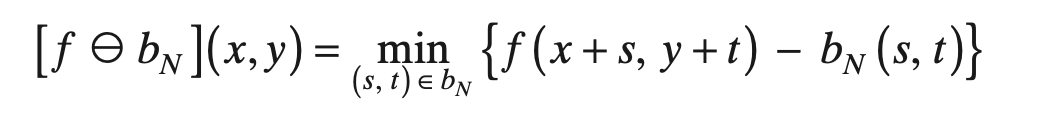 [f ⊖ b_N](x, y) = min_{(s, t) ∈ b_N} {f(x + s, y + t) − b_N(s, t)}